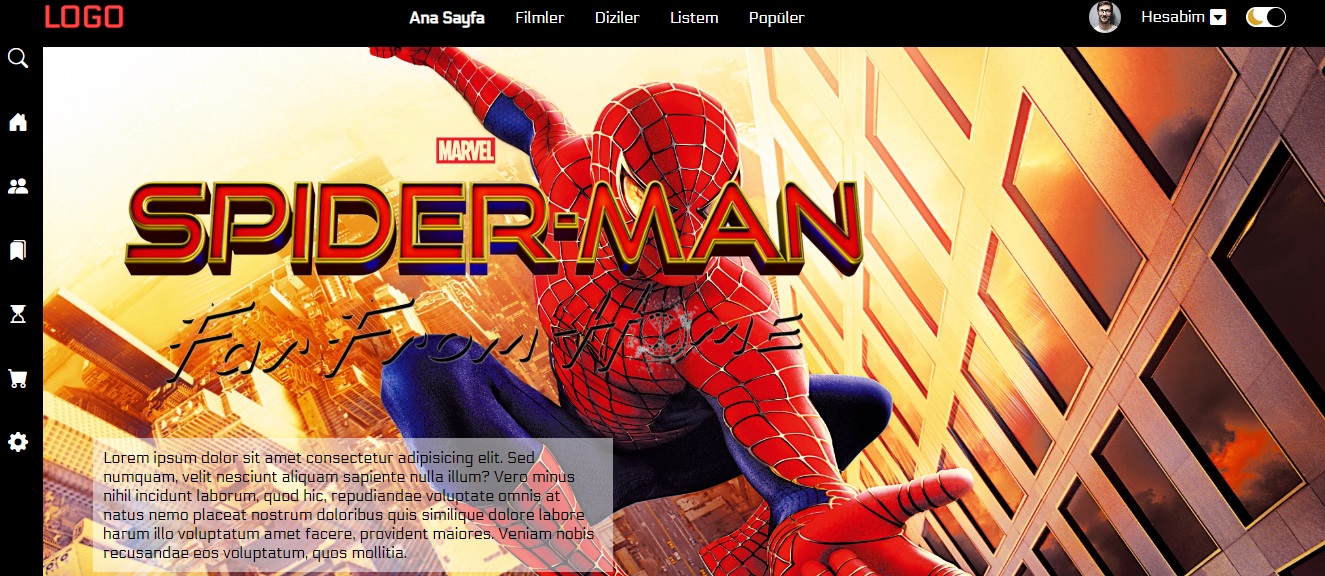 LOGO
Ana Sayfa Filmler Diziler Listem Popüler
Hesabim
MARVEL
SPIDER-MAN
Far From Home
Lorem ipsum dolor sit amet consectetur adipisicing elit. Sed
numquam, velit nesciunt aliquam sapiente nulla illum? Vero minus
nihil incidunt laborum, quod hic, repudiandae voluptate omnis at
natus nemo placeat nostrum doloribus quis similique dolore labore
harum illo voluptatum amet facere, provident maiores. Veniam nobis
recusandae eos voluptatum, quos mollitia.